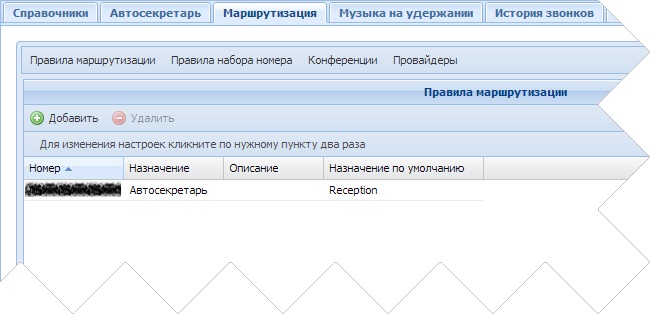 Справочники Автосекретарь Маршрутизация Музыка на удержании История звонков
Правила маршрутизации Правила набора номера Конференции Провайдеры
Правила маршрутизации
Добавить Удалить
Для изменения настроек кликните по нужному пункту два раза
Номер Назначение Описание Назначение по умолчанию
Автосекретарь Reception